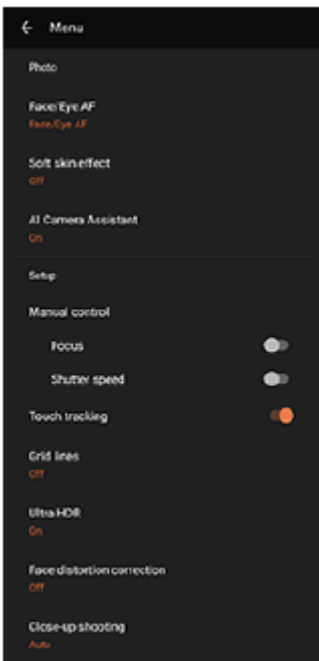 Menu
Photo
Face/Eye AF
Face/Eye AF
Soft skin effect
Off
AI Camera Assistant
On
Setup
Manual control
Focus
Shutter speed
Touch tracking
Grid lines
Off
Ultra HDR
On
Face distortion correction
Off
Close-up shooting
Auto